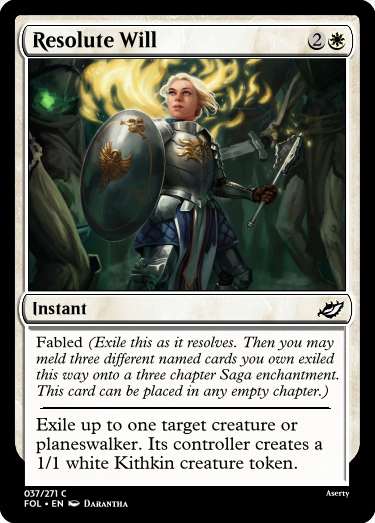 Resolute Will 2
Instant
Fabled (Exile this as it resolves. Then you may
meld three different named cards you own exiled
this way onto a three chapter Saga enchantment.
This card can be placed in any empty chapter.)
Exile up to one target creature or
planeswalker. Its controller creates a
1/1 white Kithkin creature token.
037/271 C
FOL • EN DARANTHA
Aserty